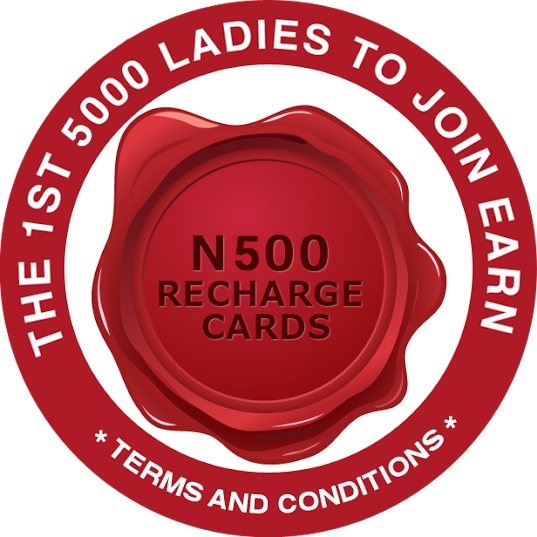 THE 1ST 5000 LADIES TO JOIN EARN
N500
RECHARGE
CARDS
* TERMS AND CONDITIONS *